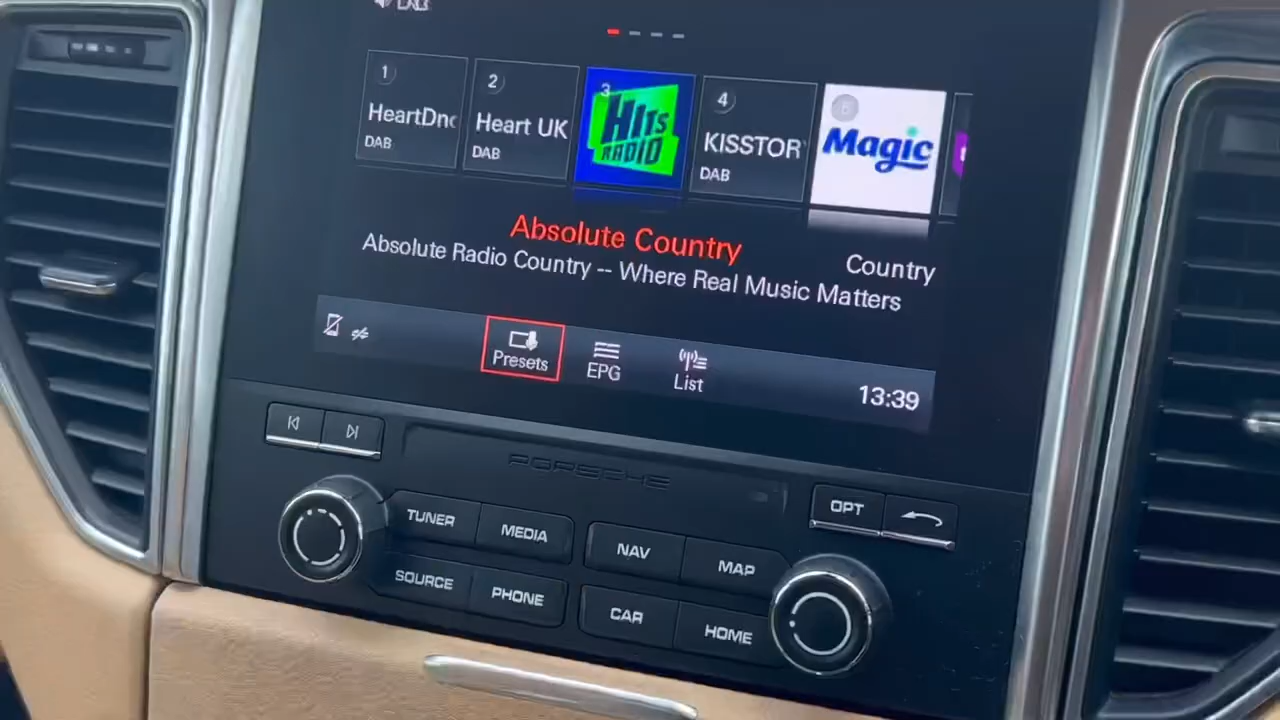 1
HeartDnc
DAB
2
Heart UK
DAB
3
HITS
RADIO
4
KISSTOR
DAB
Magic
Absolute Country
Absolute Radio Country -- Where Real Music Matters
Country
Presets
EPG
List
13:39
PORSCHE
TUNER
MEDIA
NAV
MAP
OPT
SOURCE
PHONE
CAR
HOME